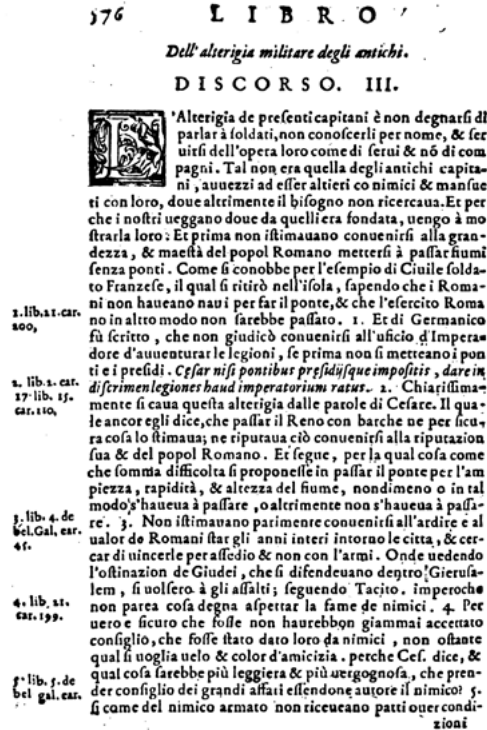 376 LIBRO
Dell'alterigia militare degli antichi.
DISCORSO. III.
L'Alterigia de presenti capitani è non degnarsi di
parlar à soldati, non conoscerli per nome, & ser
uirsi dell'opera loro come di serui & nō di com
pagni. Tal non era quella degli antichi capita-
ni, auuezzi ad esser altieri co nimici & mansue
ti con loro, doue altrimente il bisogno non ricercaua. Et per
che i nostri ueggano doue da quelli era fondata, uengo à mo
strarla loro: Et prima non istimauano conuenirsi alla gran-
dezza, & maestà del popol Romano mettersi à passar fiumi
senza ponti. Come si conobbe per l'esempio di Ciuile solda-
to Franzese, il qual si ritirò nell'isola, sapendo che i Roma-
ni non haueano naui per far il ponte, & che l'esercito Roma
no in altro modo non sarebbe passato. 1. Et di Germanico
fù scritto, che non giudicò conuenirsi all'uficio d'Impera-
dore d'auuenturar le legioni, se prima non si metteano i pon
ti e i presidi. Cęsar nisi pontibus pręsidijsque impositis, dare in
discrimen legiones haud imperatorium ratus. 2. Chiarissima-
mente si caua questa alterigia dalle parole di Cesare. Il qua-
le ancor egli dice, che passar il Reno con barche ne per sicu-
ra cosa lo stimaua; ne riputaua ciò conuenirsi alla riputazion
sua & del popol Romano. Et segue, per la qual cosa come
che somma difficolta si proponesse in passar il ponte per l'am
piezza, rapidità, & altezza del fiume, nondimeno o in tal
modo s'haueua à passare, o altrimente non s'haueua à passa-
re. 3. Non istimauano parimente conuenirsi all'ardire e al
ualor de Romani star gli anni interi intorno le citta, & cer-
car di uincerle per assedio & non con l'armi. Onde uedendo
l'ostinazion de Giudei, che si difendeuano dentro Gierusa-
lem, si uolsero à gli assalti; seguendo Tacito. imperoche
non parea cosa degna aspettar la fame de nimici. 4. Per
uero e sicuro che fosse non haurebbon giammai accettato
consiglio, che fosse stato dato loro da nimici, non ostante
qual si uoglia uelo & color d'amicizia. perche Ces. dice, &
qual cosa sarebbe più leggiera & più uergognosa, che pren-
der consiglio dei grandi affari essendone autore il nimico? 5.
si come del nimico armato non riceueano patti ouer condi-
zioni
1. lib. 21. car.
200,
2. lib. 2. car.
17. lib. 15.
car. 110,
3. lib. 4. de
bel. Gal. car.
45.
4. lib. 21.
car. 199.
5. lib. 5. de
bel gal. car.